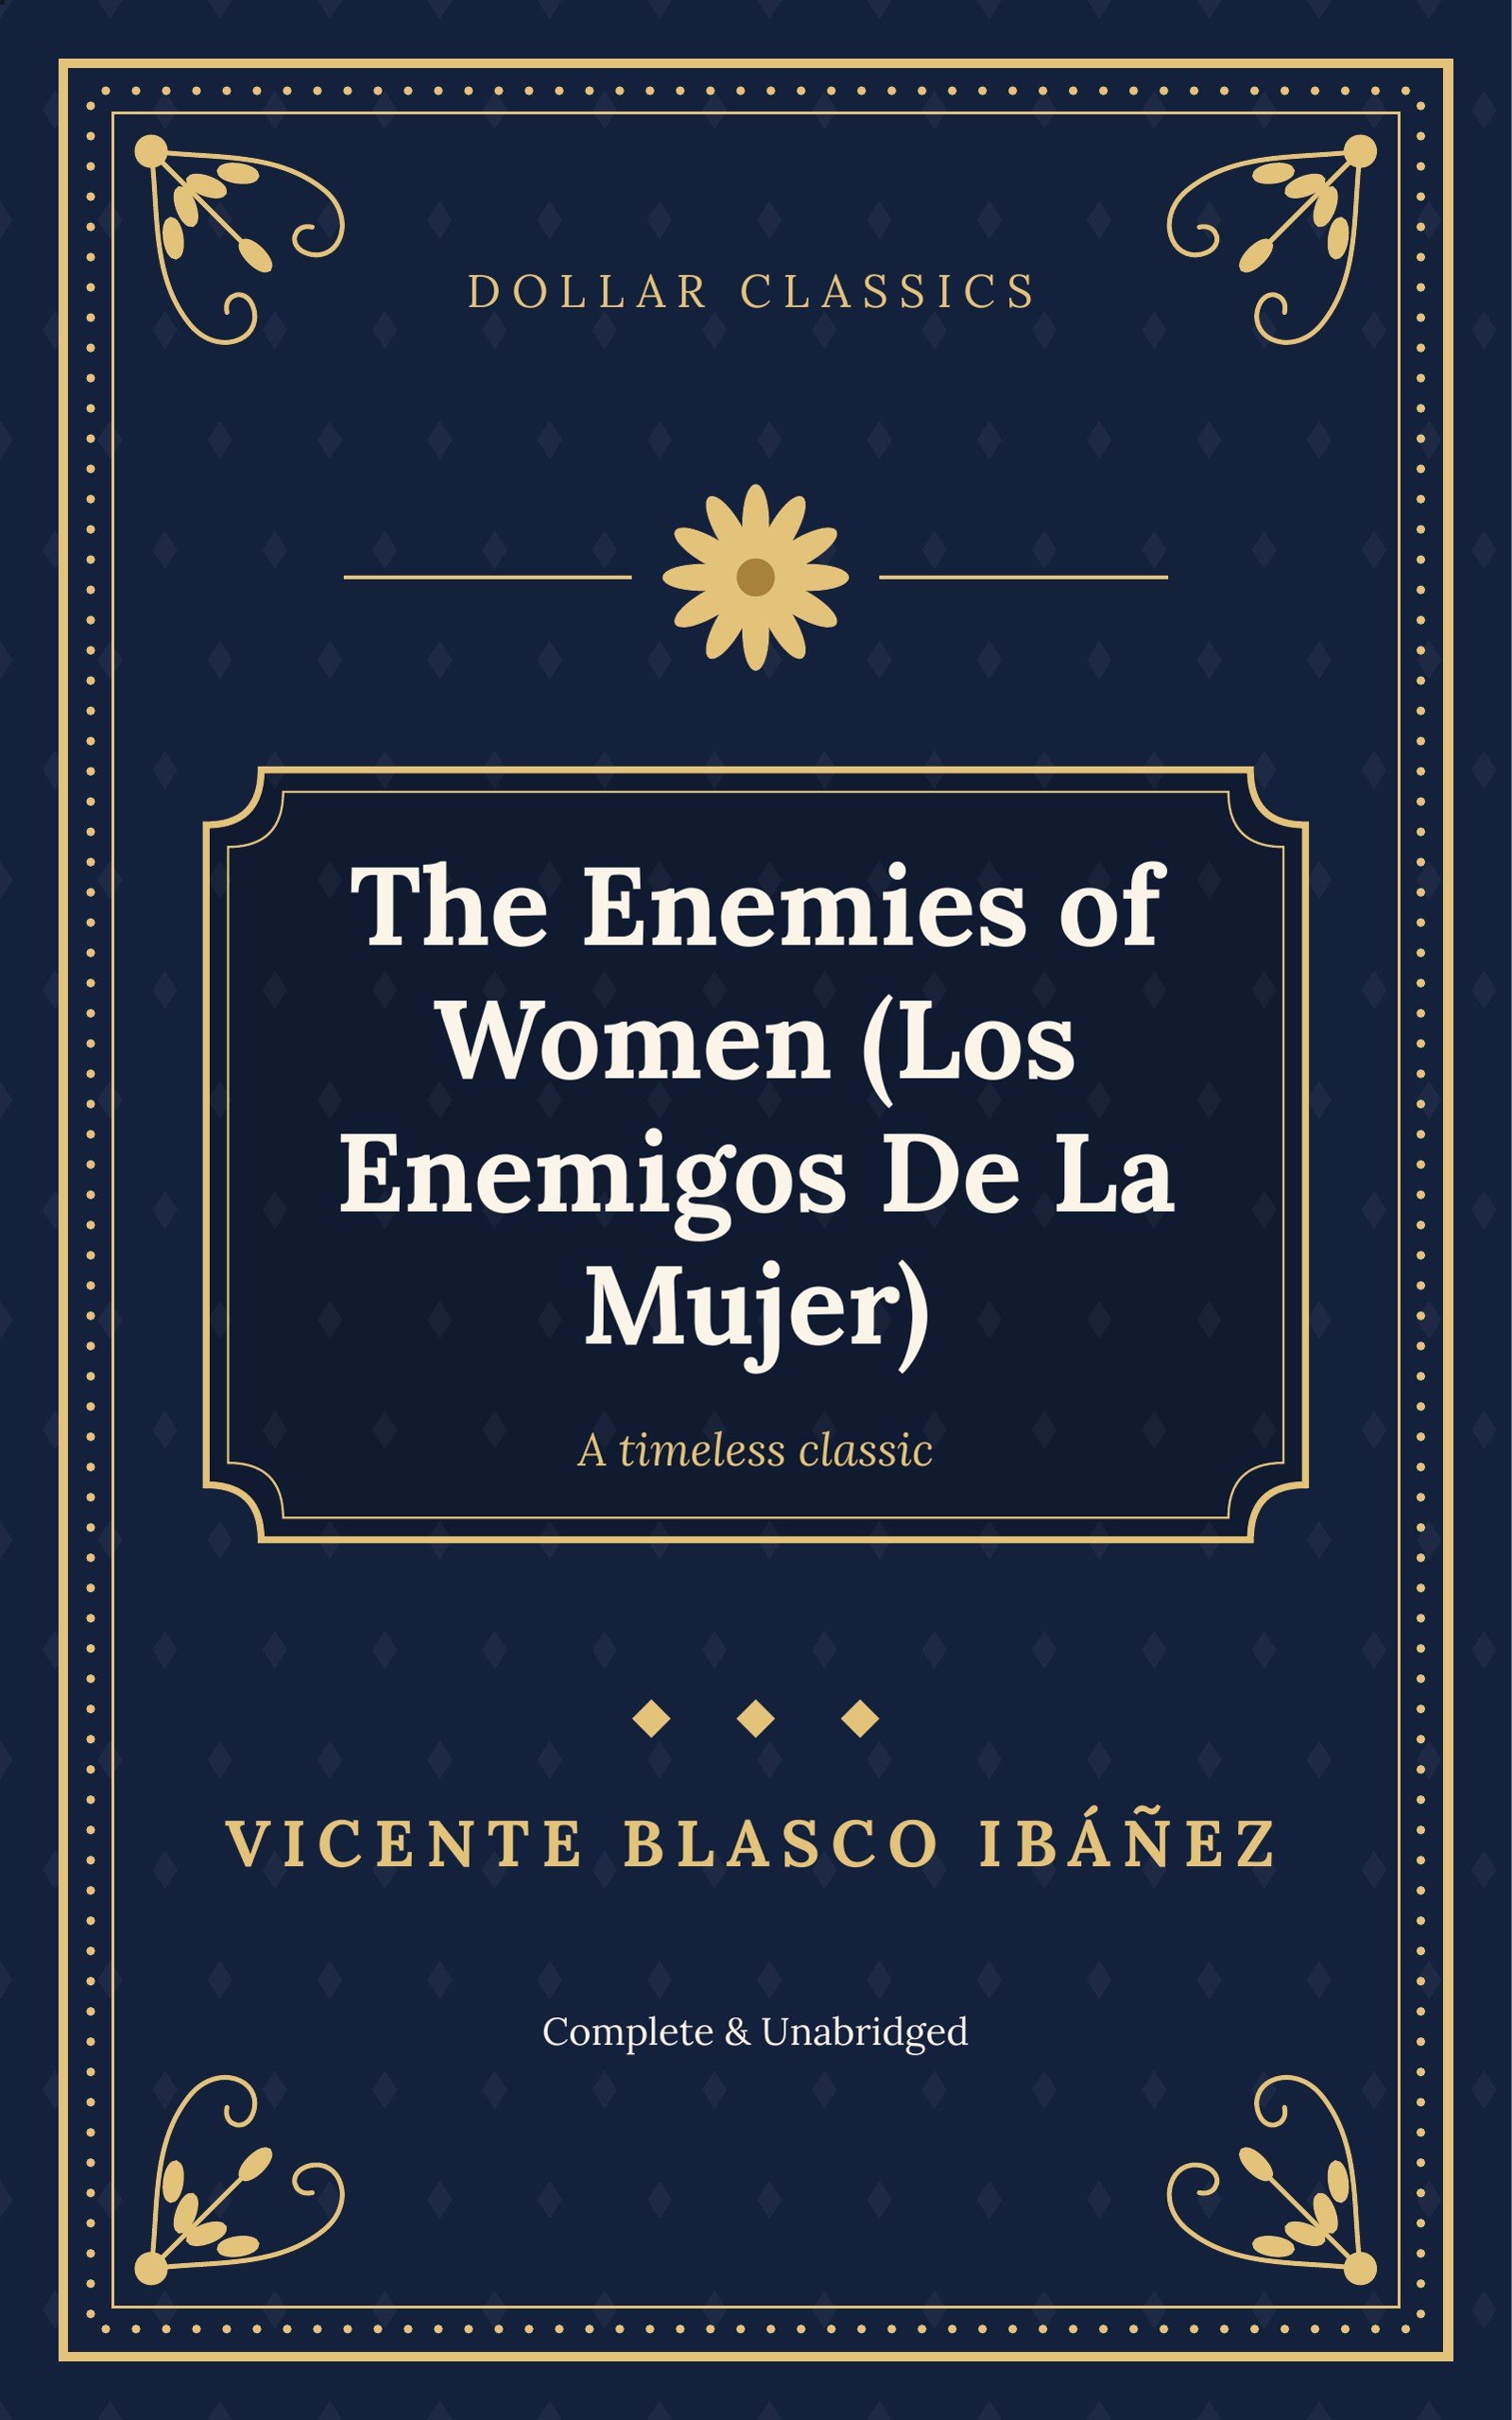 DOLLAR CLASSICS
The Enemies of
Women (Los
Enemigos De La
Mujer)
A timeless classic
VICENTE BLASCO IBÁÑEZ
Complete & Unabridged